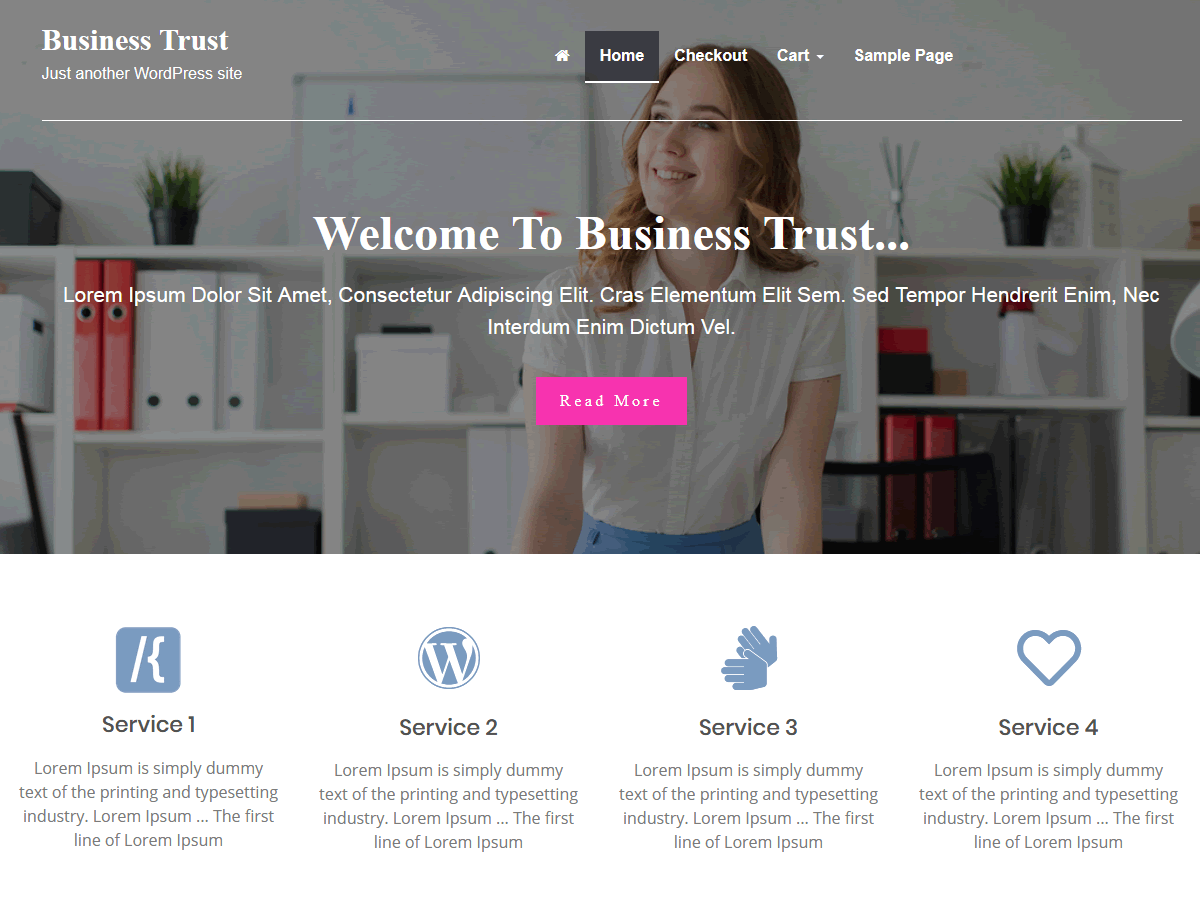 Business Trust
Just another WordPress site
Home Checkout Cart Sample Page
Welcome To Business Trust...
Lorem Ipsum Dolor Sit Amet, Consectetur Adipiscing Elit. Cras Elementum Elit Sem. Sed Tempor Hendrerit Enim, Nec
Interdum Enim Dictum Vel.
Read More
Service 1
Lorem Ipsum is simply dummy
text of the printing and typesetting
industry. Lorem Ipsum ... The first
line of Lorem Ipsum
Service 2
Lorem Ipsum is simply dummy
text of the printing and typesetting
industry. Lorem Ipsum ... The first
line of Lorem Ipsum
Service 3
Lorem Ipsum is simply dummy
text of the printing and typesetting
industry. Lorem Ipsum ... The first
line of Lorem Ipsum
Service 4
Lorem Ipsum is simply dummy
text of the printing and typesetting
industry. Lorem Ipsum ... The first
line of Lorem Ipsum